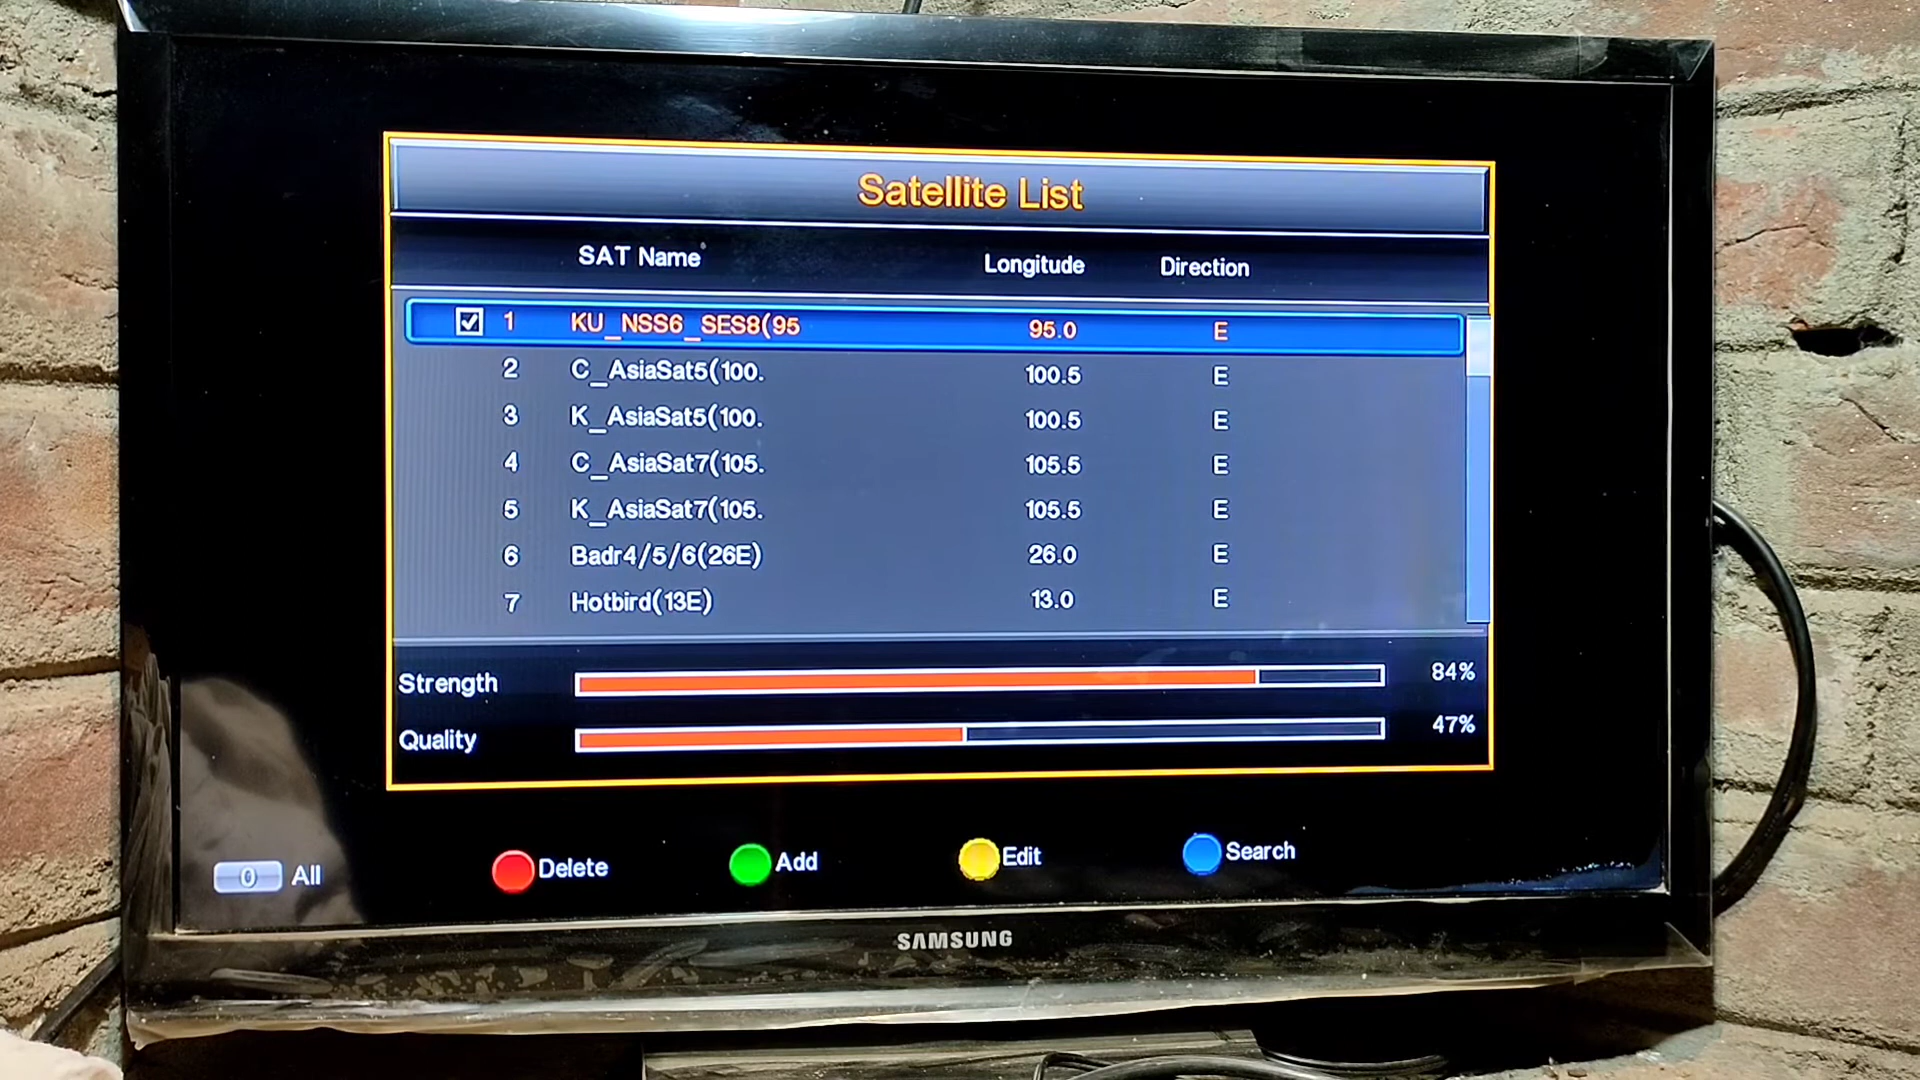 Satellite List
SAT Name Longitude Direction
1 KU_NSS6_SES8(95 95.0 E
2 C_AsiaSat5(100. 100.5 E
3 K_AsiaSat5(100. 100.5 E
4 C_AsiaSat7(105. 105.5 E
5 K_AsiaSat7(105. 105.5 E
6 Badr4/5/6(26E) 26.0 E
7 Hotbird(13E) 13.0 E
Strength 84%
Quality 47%
0 All Delete Add Edit Search
SAMSUNG